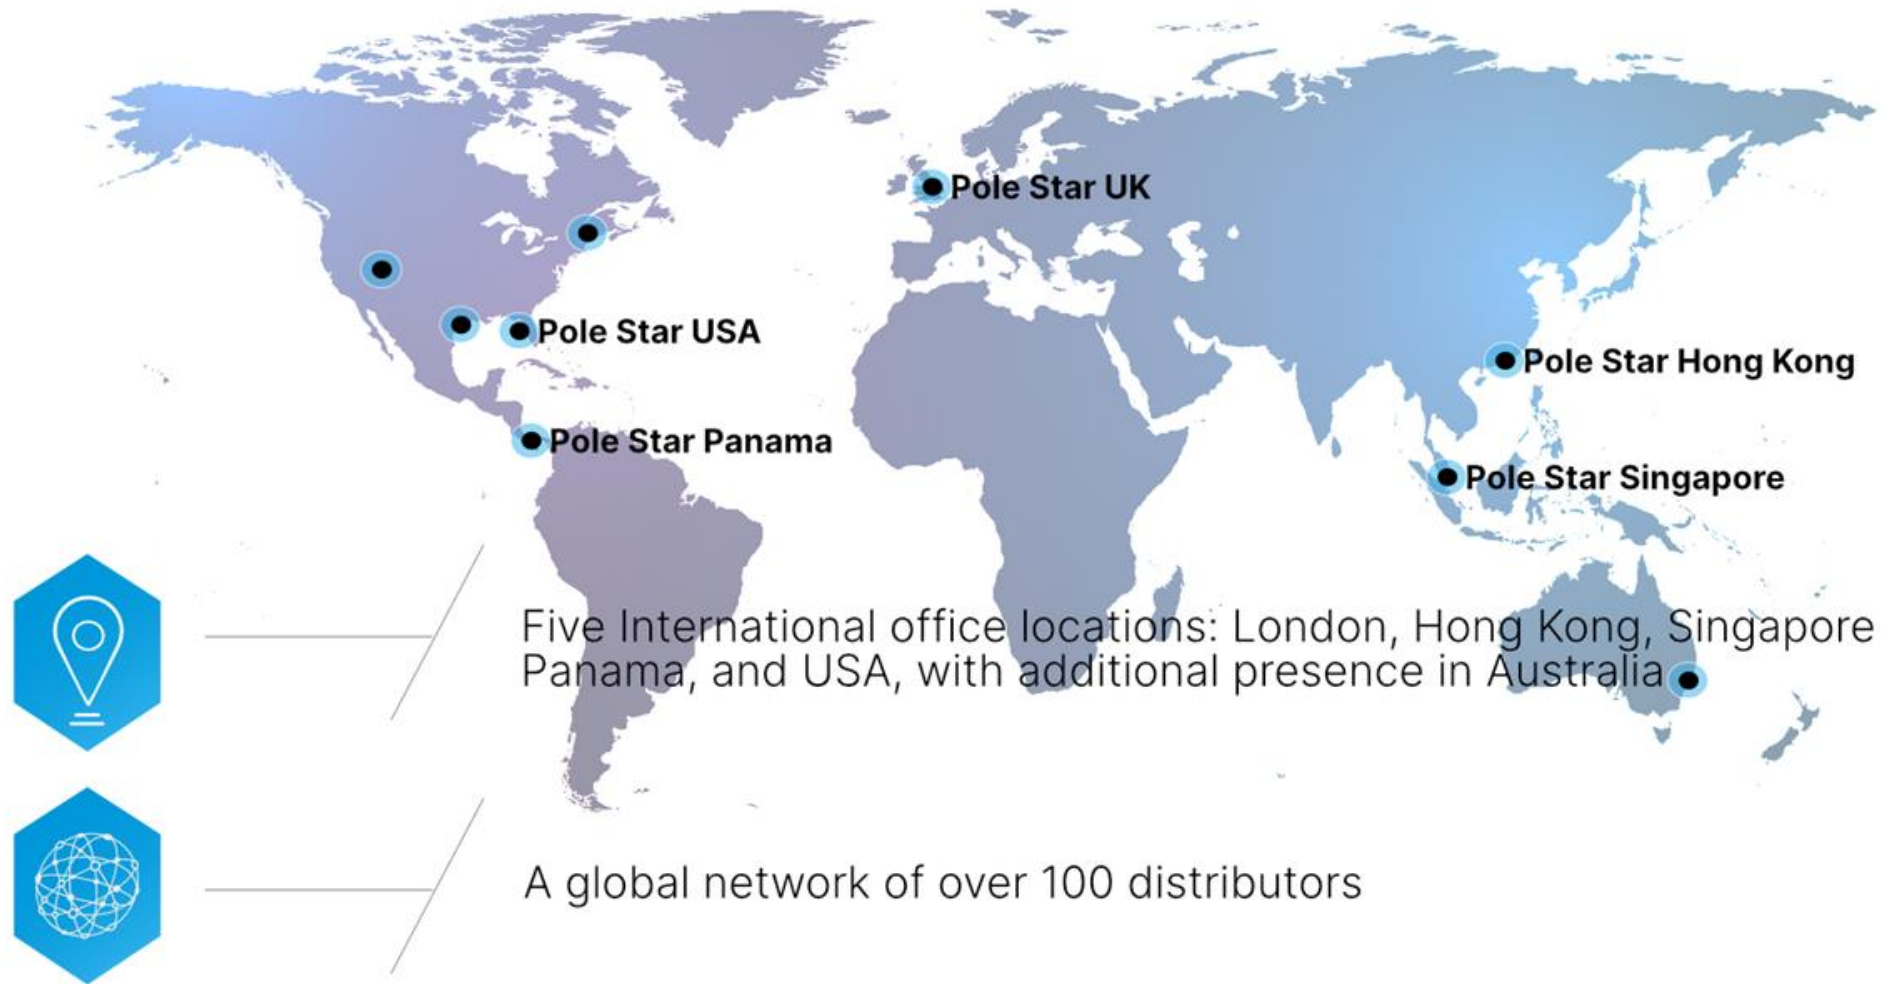 Pole Star UK
Pole Star USA
Pole Star Hong Kong
Pole Star Panama
Pole Star Singapore
Five International office locations: London, Hong Kong, Singapore
Panama, and USA, with additional presence in Australia
A global network of over 100 distributors